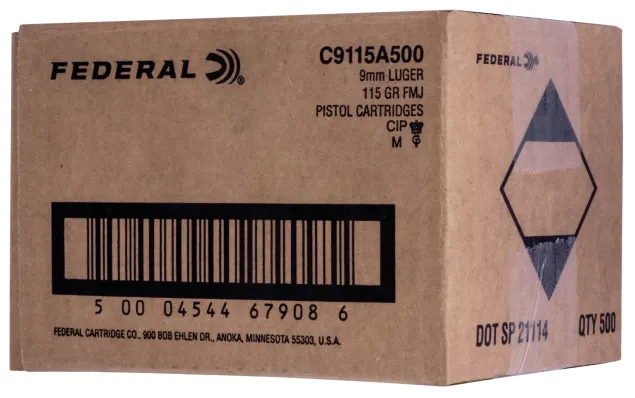 FEDERAL
C9115A500
9mm LUGER
115 GR FMJ
PISTOL CARTRIDGES
CIP
M
5 00 04544 67908 6
FEDERAL CARTRIDGE CO., 900 BOB EHLEN DR., ANOKA, MINNESOTA 55303, U.S.A.
FEDERAL
DOT SP 21114
QTY 500